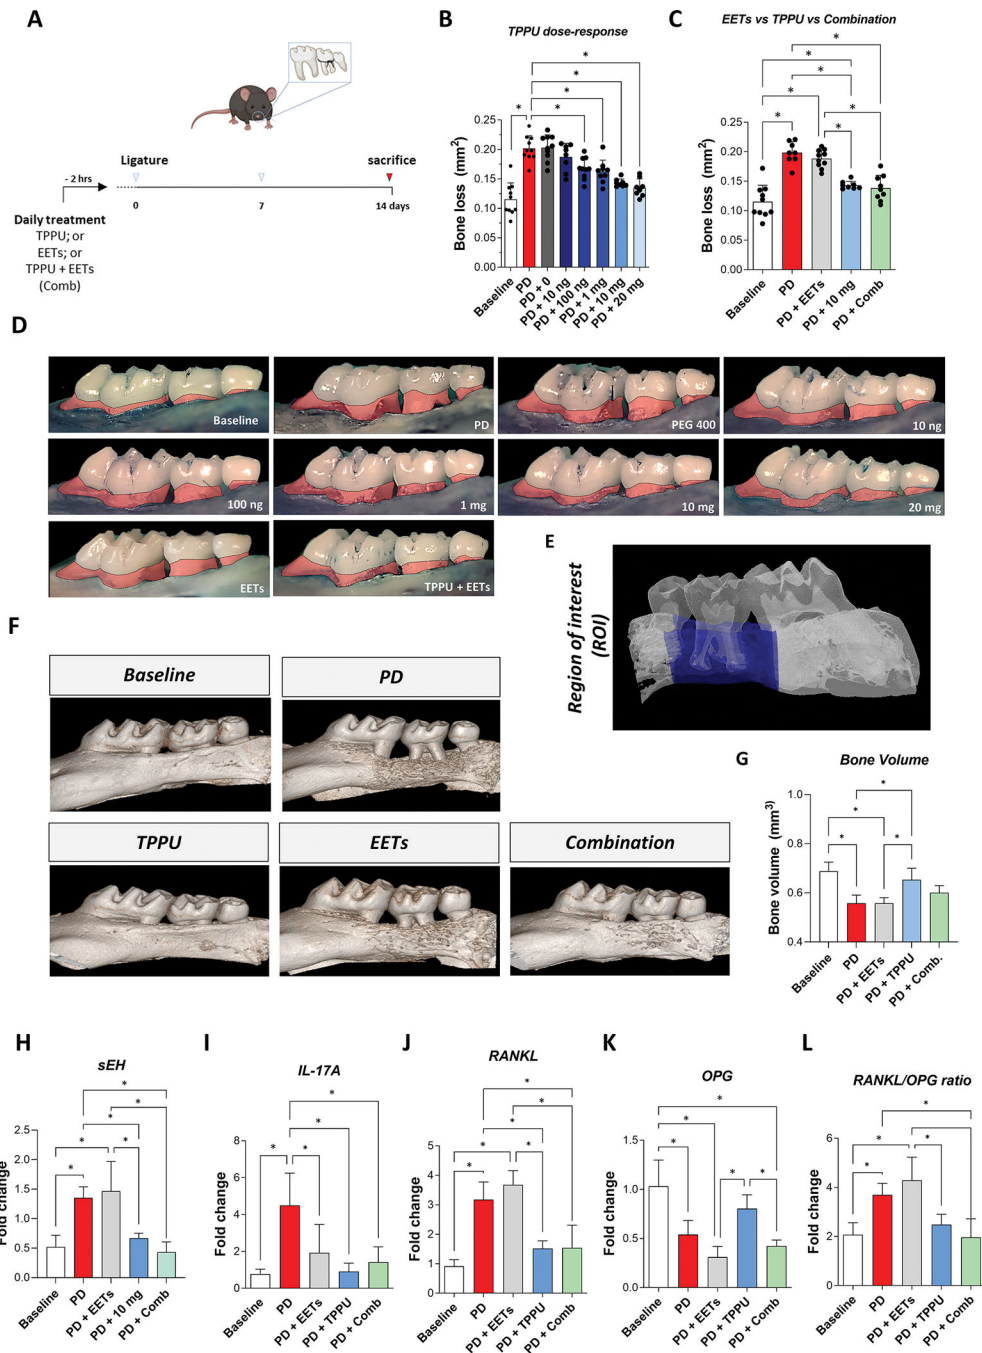 A
Ligature
sacrifice
- 2 hrs
0
7
14 days
Daily treatment
TPPU; or
EETs; or
TPPU + EETs
(Comb)
B
TPPU dose-response
* * * * *
Bone loss (mm²)
0.25
0.20
0.15
0.10
0.05
0.00
Baseline
PD
PD + 0
PD + 10 ng
PD + 100 ng
PD + 1 mg
PD + 10 mg
PD + 20 mg
C
EETs vs TPPU vs Combination
* * * * * * *
Bone loss (mm²)
0.25
0.20
0.15
0.10
0.05
0.00
Baseline
PD
PD + EETs
PD + 10 mg
PD + Comb
D
Baseline
PD
PEG 400
10 ng
100 ng
1 mg
10 mg
20 mg
EETs
TPPU + EETs
E
Region of interest
(ROI)
F
Baseline
PD
TPPU
EETs
Combination
G
Bone Volume
* * * *
Bone volume (mm³)
1.0
0.8
0.6
0.4
Baseline
PD
PD + EETs
PD + TPPU
PD + Comb.
H
sEH
* * * * * *
Fold change
2.0
1.5
1.0
0.5
0.0
Baseline
PD
PD + EETs
PD + 10 mg
PD + Comb
I
IL-17A
* * * *
Fold change
8
6
4
2
0
Baseline
PD
PD + EETs
PD + TPPU
PD + Comb
J
RANKL
* * * * * *
Fold change
5
4
3
2
1
0
Baseline
PD
PD + EETs
PD + TPPU
PD + Comb
K
OPG
* * * * *
Fold change
1.5
1.0
0.5
0.0
Baseline
PD
PD + EETs
PD + TPPU
PD + Comb
L
RANKL/OPG ratio
* * * * *
Fold change
6
4
2
0
Baseline
PD
PD + EETs
PD + TPPU
PD + Comb